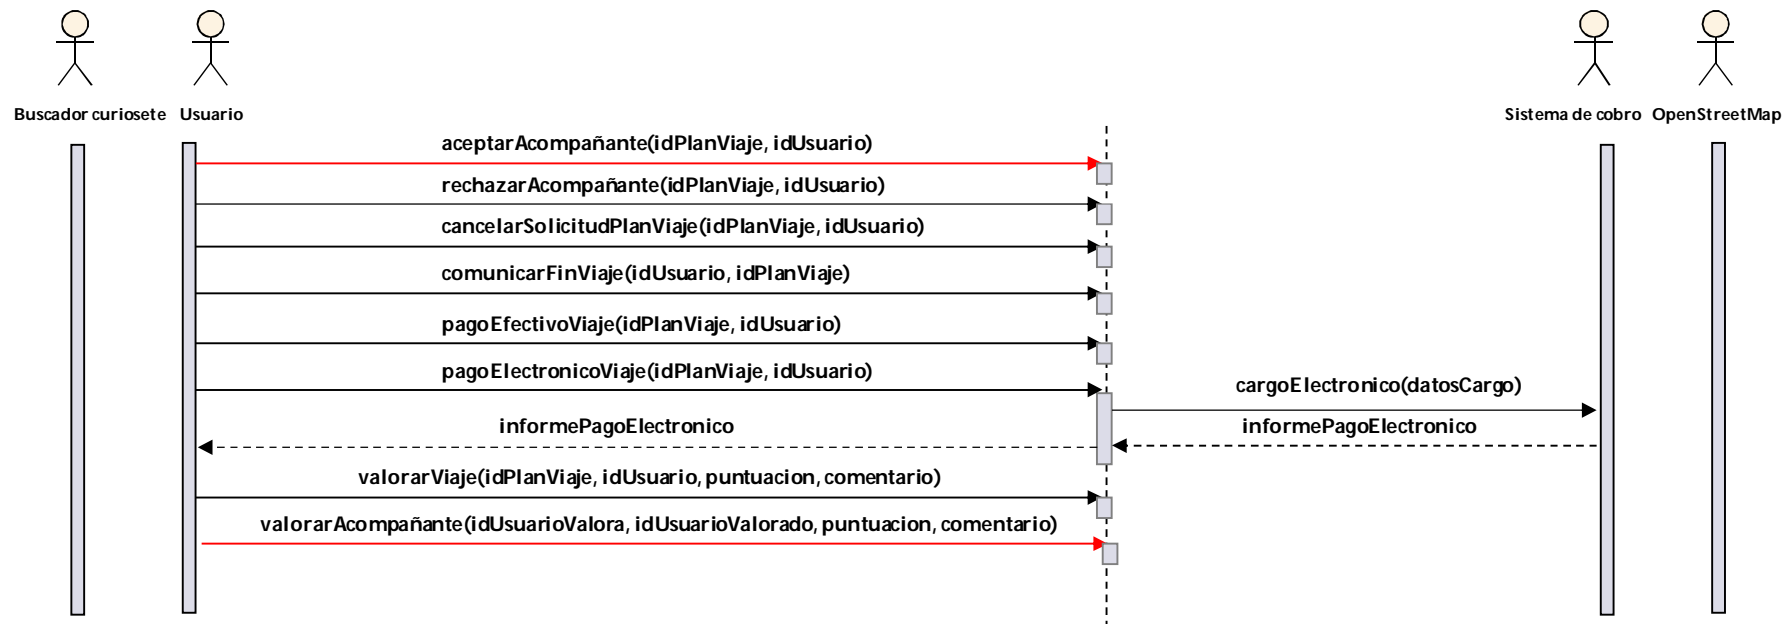 Buscador curiosete
Usuario
Sistema de cobro
OpenStreetMap
aceptarAcompañante(idPlanViaje, idUsuario)
rechazarAcompañante(idPlanViaje, idUsuario)
cancelarSolicitudPlanViaje(idPlanViaje, idUsuario)
comunicarFinViaje(idUsuario, idPlanViaje)
pagoEfectivoViaje(idPlanViaje, idUsuario)
pagoElectronicoViaje(idPlanViaje, idUsuario)
cargoElectronico(datosCargo)
informePagoElectronico
informePagoElectronico
valorarViaje(idPlanViaje, idUsuario, puntuacion, comentario)
valorarAcompañante(idUsuarioValora, idUsuarioValorado, puntuacion, comentario)